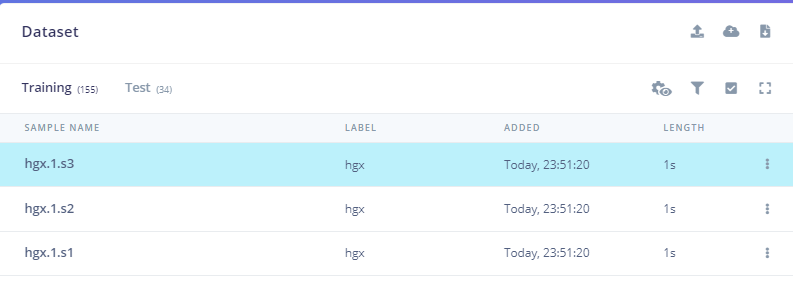 Dataset
Training (155) Test (34)
SAMPLE NAME LABEL ADDED LENGTH
hgx.1.s3 hgx Today, 23:51:20 1s
hgx.1.s2 hgx Today, 23:51:20 1s
hgx.1.s1 hgx Today, 23:51:20 1s